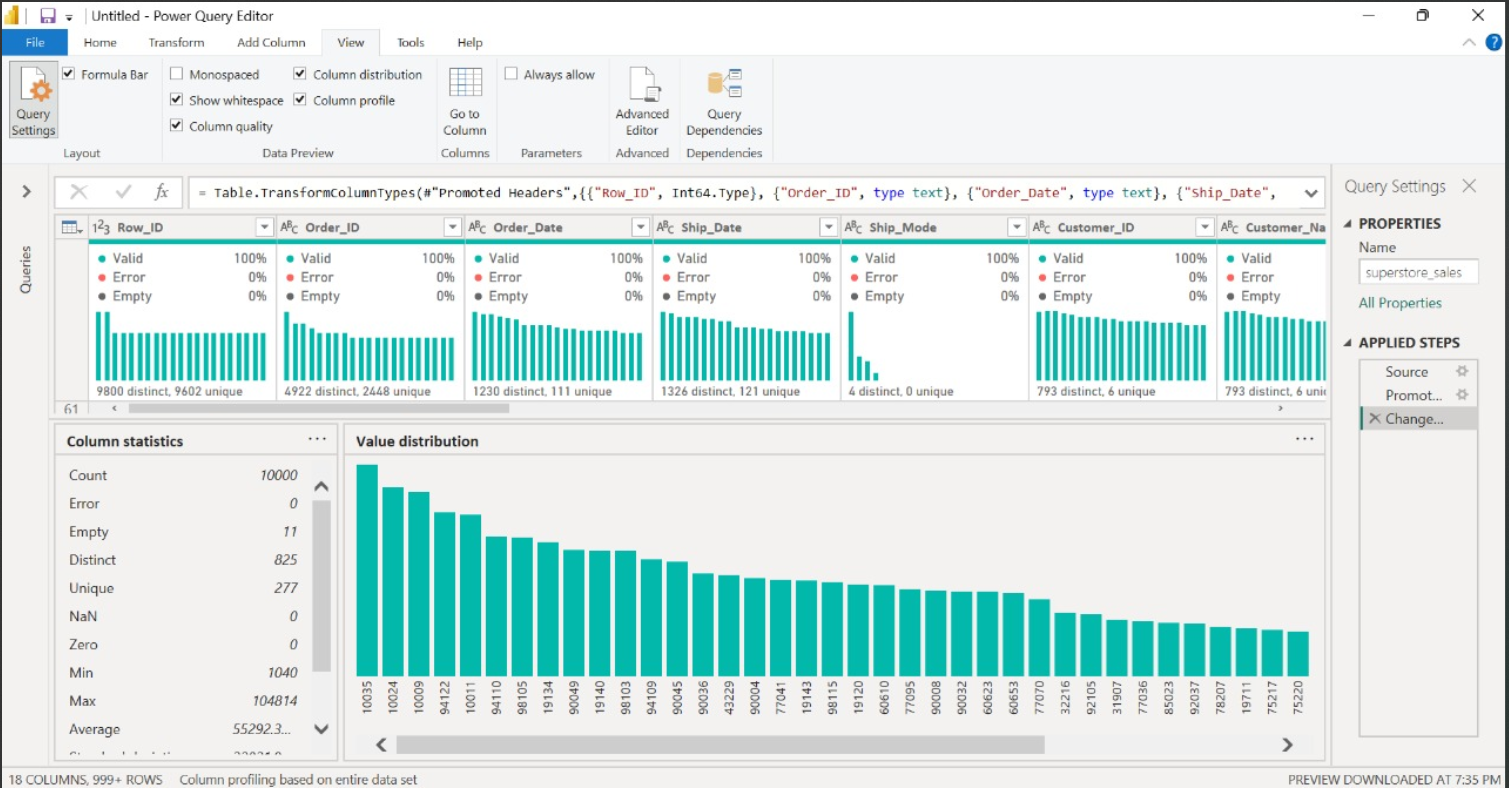 Untitled - Power Query Editor
File Home Transform Add Column View Tools Help
Query Settings
Formula Bar
Layout
Monospaced
Show whitespace
Column quality
Column distribution
Column profile
Data Preview
Go to Column
Columns
Always allow
Parameters
Advanced Editor
Advanced
Query Dependencies
Dependencies
Queries
fx
= Table.TransformColumnTypes(#"Promoted Headers",{{"Row_ID", Int64.Type}, {"Order_ID", type text}, {"Order_Date", type text}, {"Ship_Date",
123 Row_ID ABC Order_ID ABC Order_Date ABC Ship_Date ABC Ship_Mode ABC Customer_ID ABC Customer_Na
Valid 100% Valid 100% Valid 100% Valid 100% Valid 100% Valid 100% Valid
Error 0% Error 0% Error 0% Error 0% Error 0% Error 0% Error
Empty 0% Empty 0% Empty 0% Empty 0% Empty 0% Empty 0% Empty
9800 distinct, 9602 unique 4922 distinct, 2448 unique 1230 distinct, 111 unique 1326 distinct, 121 unique 4 distinct, 0 unique 793 distinct, 6 unique 793 distinct, 6 uni
61
Column statistics
Count 10000
Error 0
Empty 11
Distinct 825
Unique 277
NaN 0
Zero 0
Min 1040
Max 104814
Average 55292.3...
Value distribution
10035 10024 10009 94122 10011 94110 98105 19134 90049 19140 98103 94109 90045 90036 43229 90004 77041 19143 98115 19120 60610 77095 90008 90032 60623 60653 77070 32216 92105 31907 77036 85023 92037 78207 19711 75217 75220
Query Settings
PROPERTIES
Name
superstore_sales
All Properties
APPLIED STEPS
Source
Promot...
Change...
18 COLUMNS, 999+ ROWS Column profiling based on entire data set
PREVIEW DOWNLOADED AT 7:35 PM